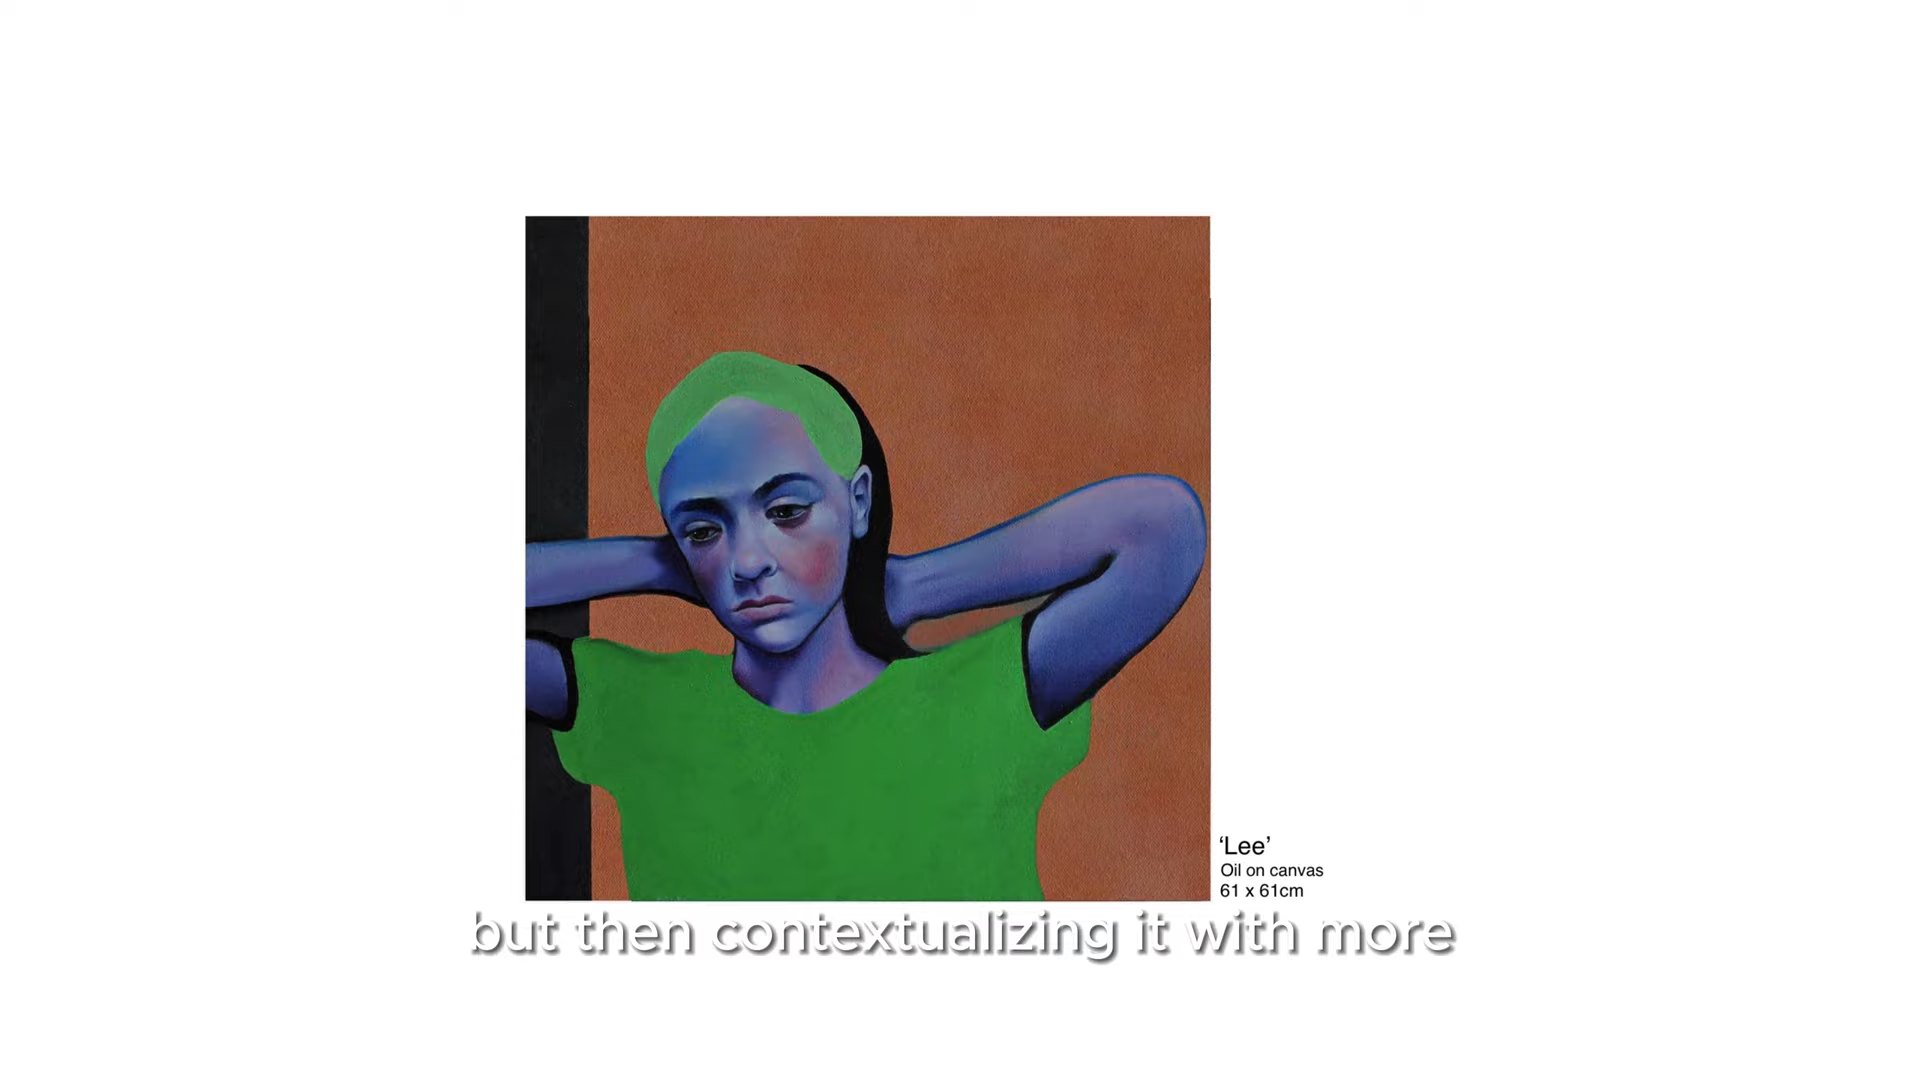 ‘Lee’
Oil on canvas
61 x 61cm
but then contextualizing it with more